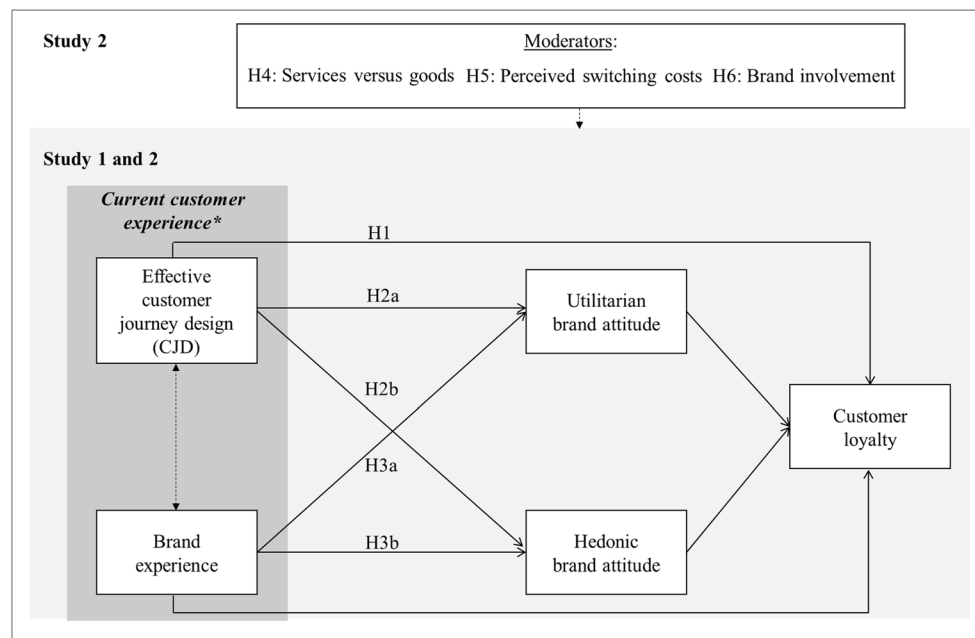 Study 2
Moderators:
H4: Services versus goods H5: Perceived switching costs H6: Brand involvement
Study 1 and 2
Current customer
experience*
H1
Effective
customer
journey design
(CJD)
H2a
Utilitarian
brand attitude
H2b
Customer
loyalty
H3a
Brand
experience
H3b
Hedonic
brand attitude